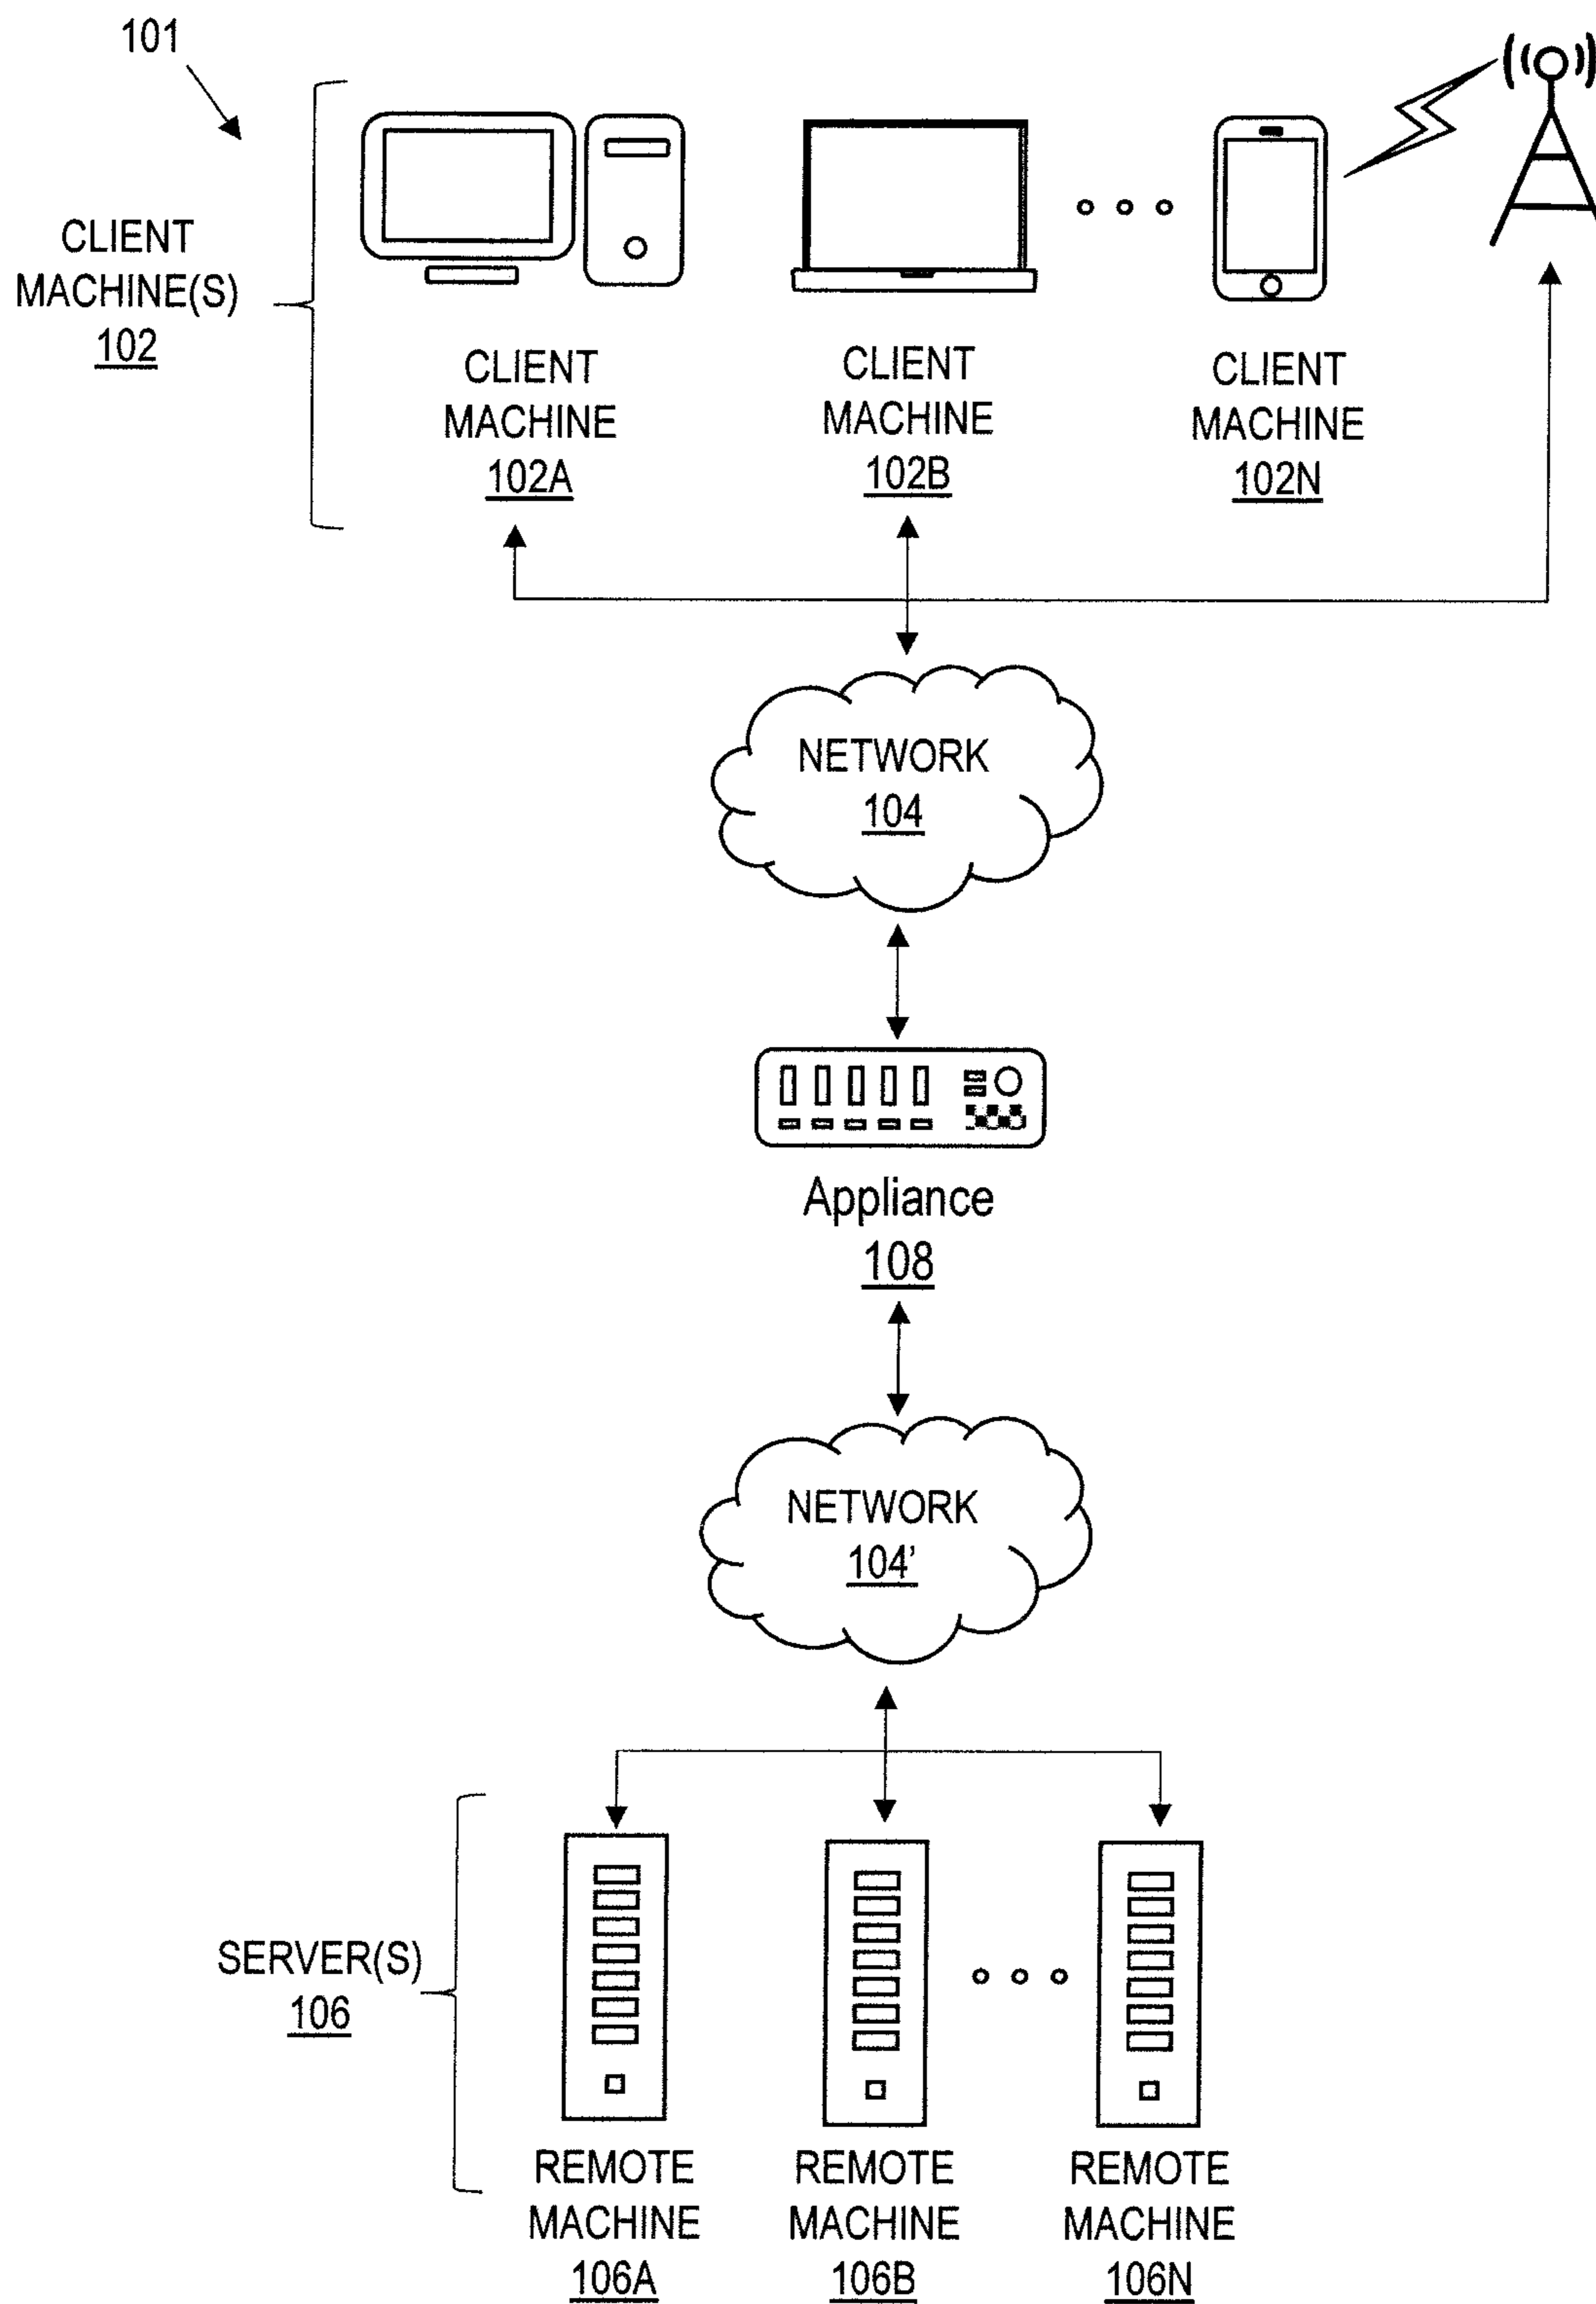 101
CLIENT
MACHINE(S)
102
CLIENT
MACHINE
102A
CLIENT
MACHINE
102B
CLIENT
MACHINE
102N
NETWORK
104
Appliance
108
NETWORK
104'
SERVER(S)
106
REMOTE
MACHINE
106A
REMOTE
MACHINE
106B
REMOTE
MACHINE
106N